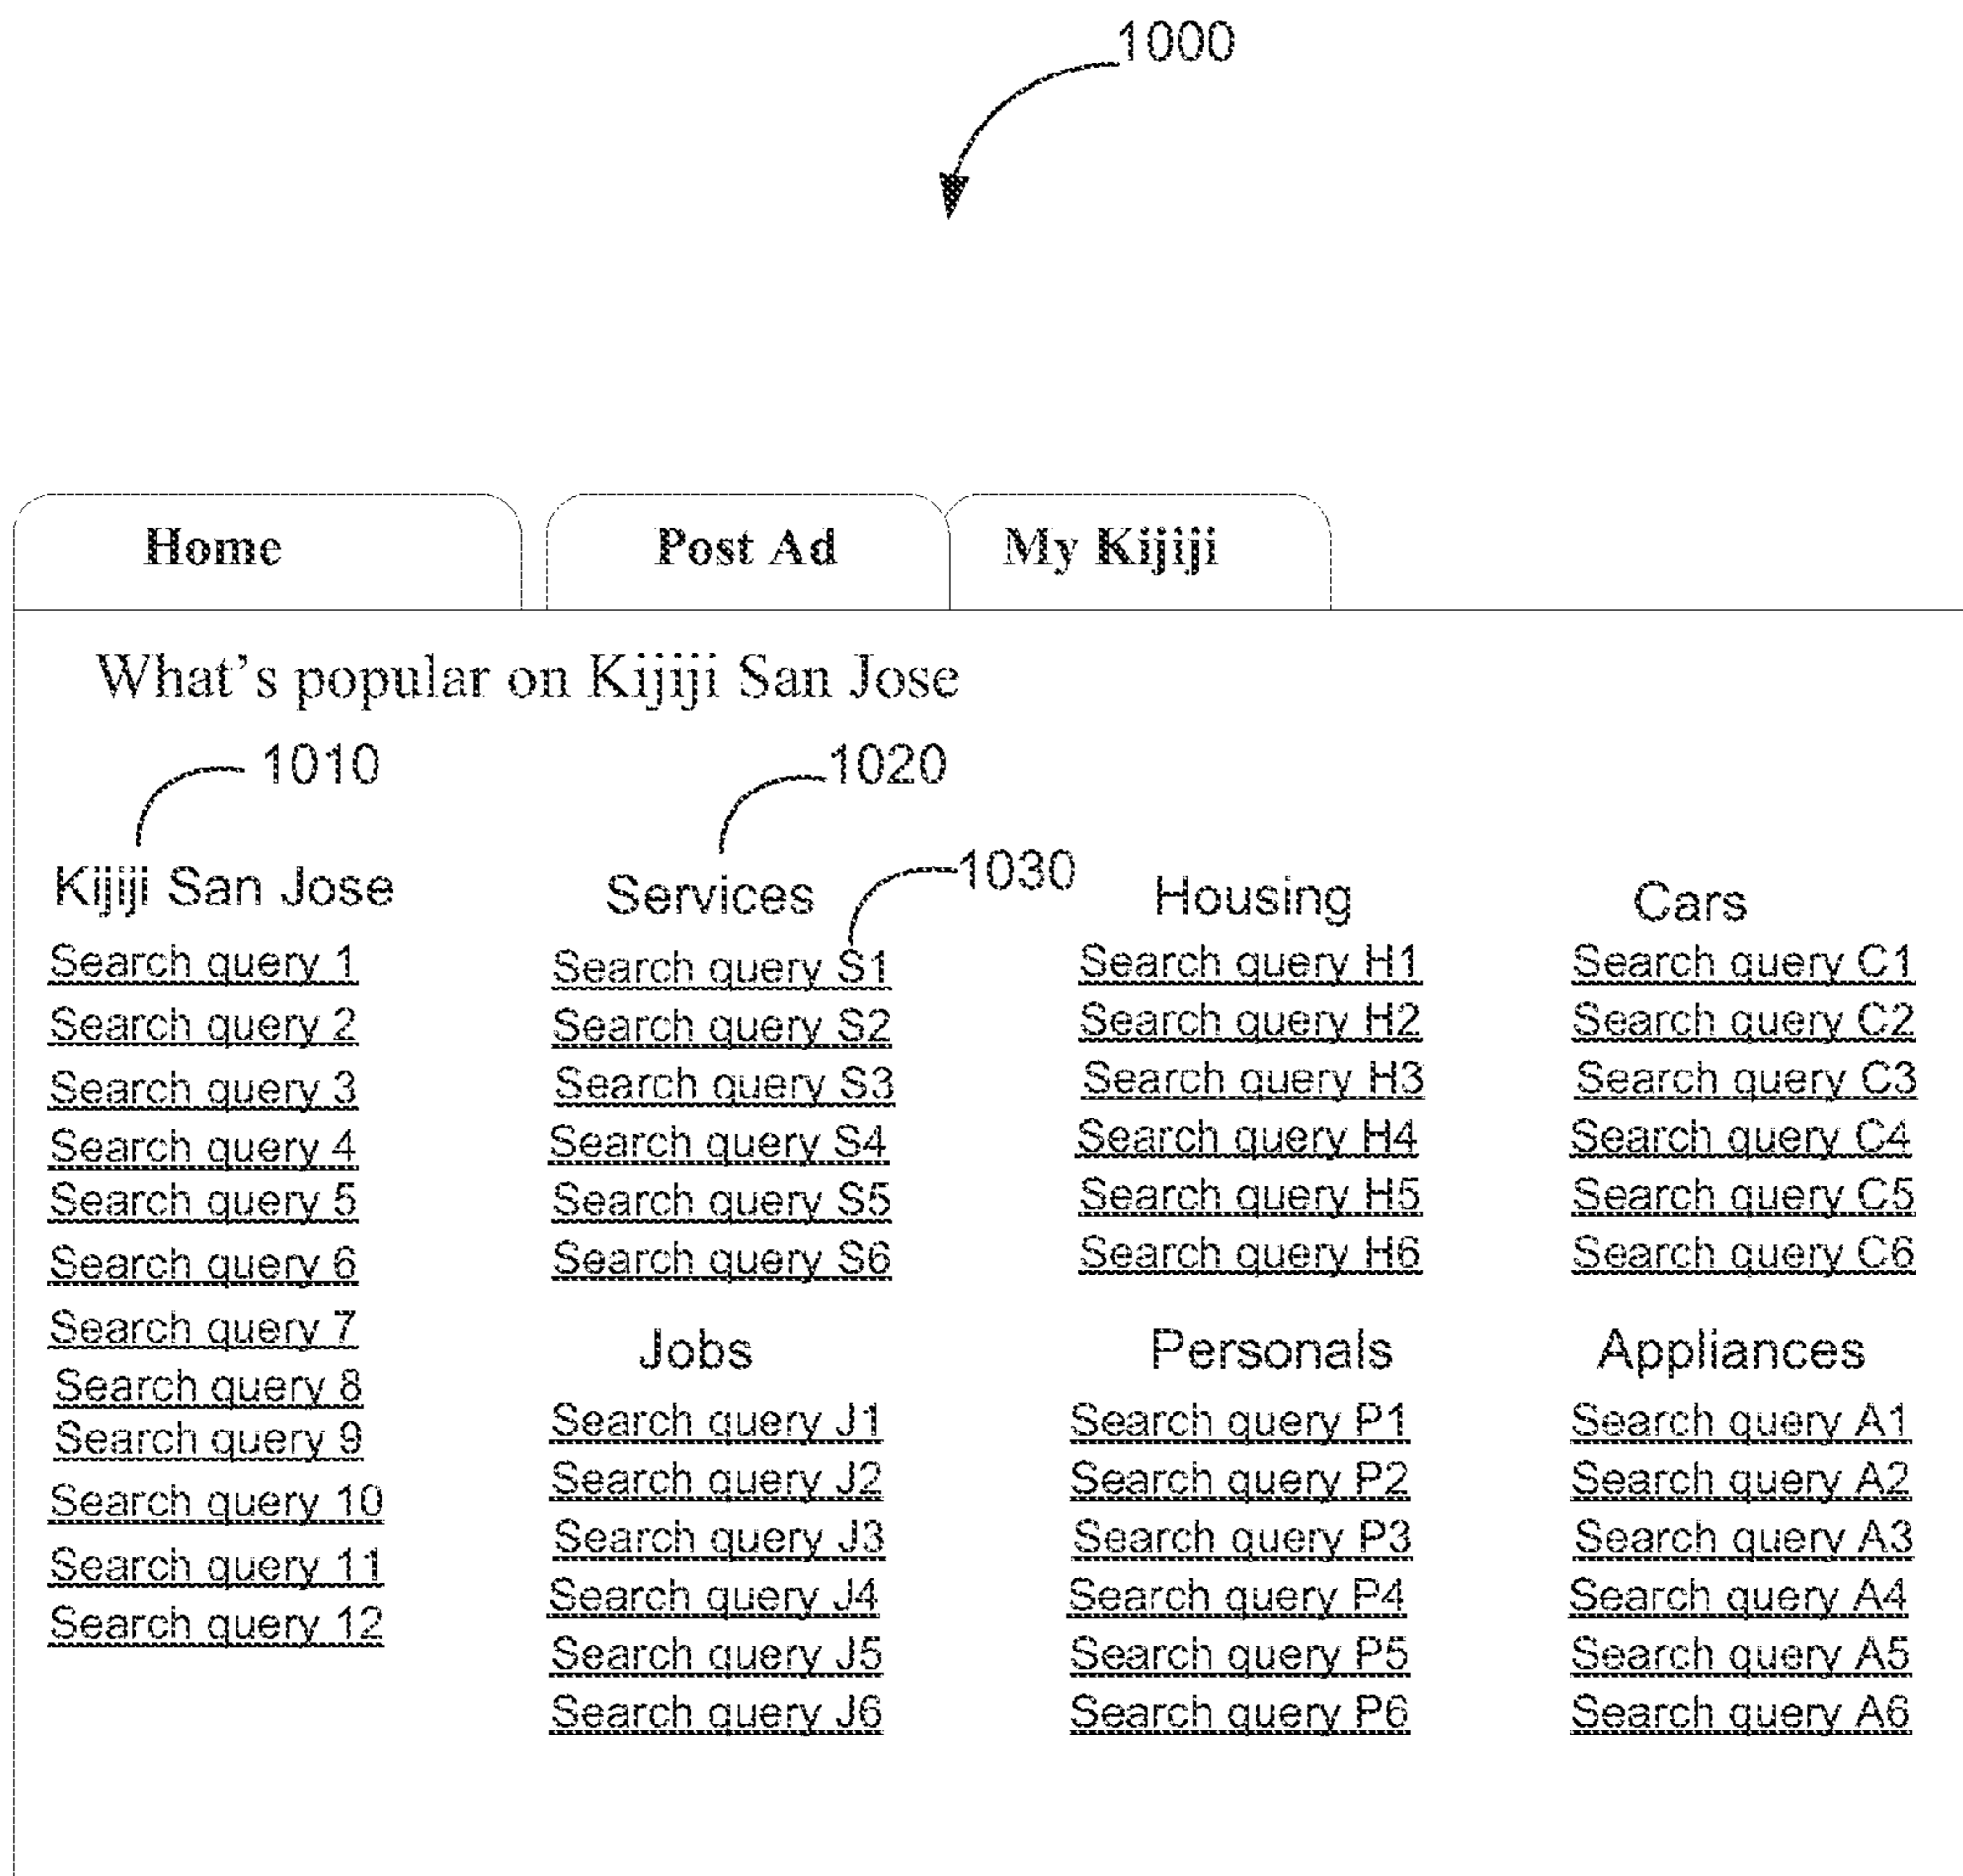 1000
Home
Post Ad
My Kijiji
What's popular on Kijiji San Jose
1010
1020
1030
Kijiji San Jose
Search query 1
Search query 2
Search query 3
Search query 4
Search query 5
Search query 6
Search query 7
Search query 8
Search query 9
Search query 10
Search query 11
Search query 12
Services
Search query S1
Search query S2
Search query S3
Search query S4
Search query S5
Search query S6
Housing
Search query H1
Search query H2
Search query H3
Search query H4
Search query H5
Search query H6
Cars
Search query C1
Search query C2
Search query C3
Search query C4
Search query C5
Search query C6
Jobs
Search query J1
Search query J2
Search query J3
Search query J4
Search query J5
Search query J6
Personals
Search query P1
Search query P2
Search query P3
Search query P4
Search query P5
Search query P6
Appliances
Search query A1
Search query A2
Search query A3
Search query A4
Search query A5
Search query A6